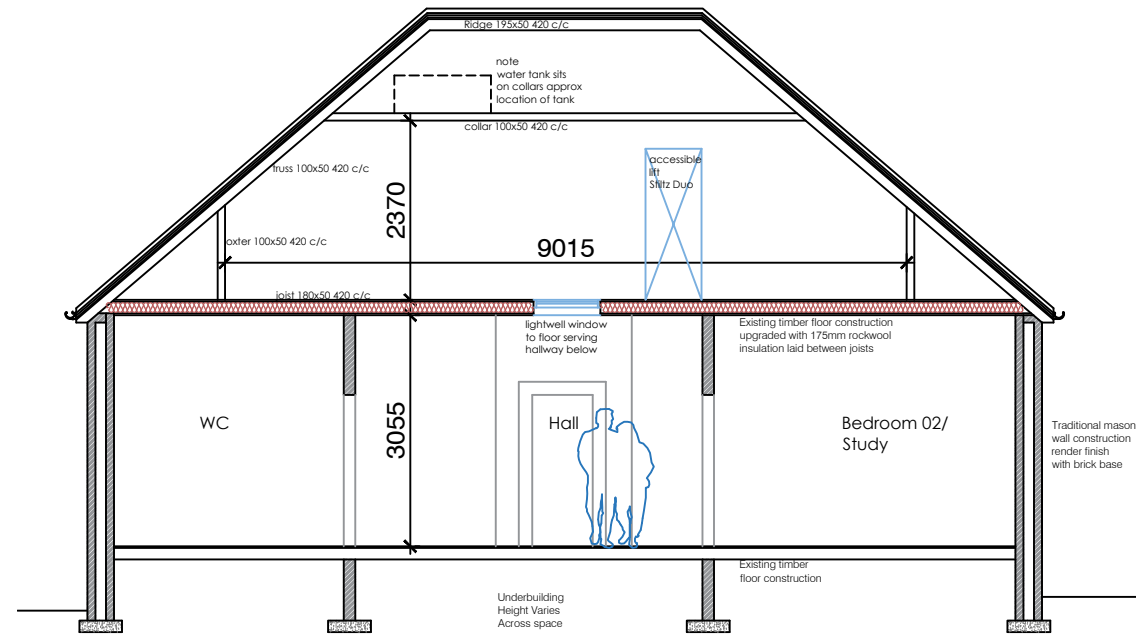 Ridge 195x50 420 c/c
note
water tank sits
on collars approx
location of tank
collar 100x50 420 c/c
accessible
lift
Stiltz Duo
truss 100x50 420 c/c
2370
oxter 100x50 420 c/c
9015
joist 180x50 420 c/c
lightwell window
to floor serving
hallway below
Existing timber floor construction
upgraded with 175mm rockwool
insulation laid between joists
3055
WC
Hall
Bedroom 02/
Study
Traditional mason
wall construction
render finish
with brick base
Existing timber
floor construction
Underbuilding
Height Varies
Across space